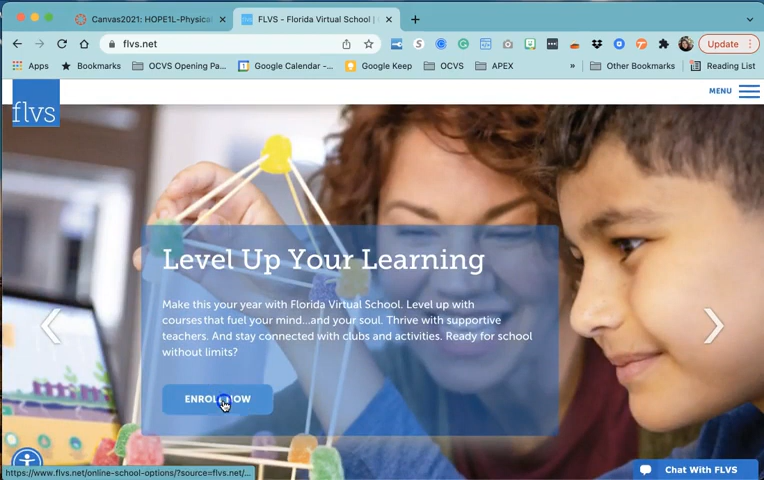 Canvas2021: HOPE1L-Physical
FLVS - Florida Virtual School |
flvs.net
Update
Apps
Bookmarks
OCVS Opening Pa...
Google Calendar -...
Google Keep
OCVS
APEX
»
Other Bookmarks
Reading List
flvs
MENU
Level Up Your Learning
Make this your year with Florida Virtual School. Level up with
courses that fuel your mind...and your soul. Thrive with supportive
teachers. And stay connected with clubs and activities. Ready for school
without limits?
ENROLL NOW
https://www.flvs.net/online-school-options/?source=flvs.net/...
Chat With FLVS